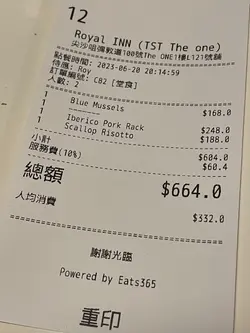 12
Royal INN (TST The one)
尖沙咀彌敦道100號The ONE1樓L121號舖
點餐時間: 2023-06-20 20:14:59
侍應: Roy
訂單編號: C02 [堂食]
人數: 2
1 Blue Mussels $168.0
1 Iberico Pork Rack $248.0
1 Scallop Risotto $188.0
小計 $604.0
服務費(10%) $60.4
總額 $664.0
人均消費 $332.0
謝謝光臨
Powered by Eats365
重印